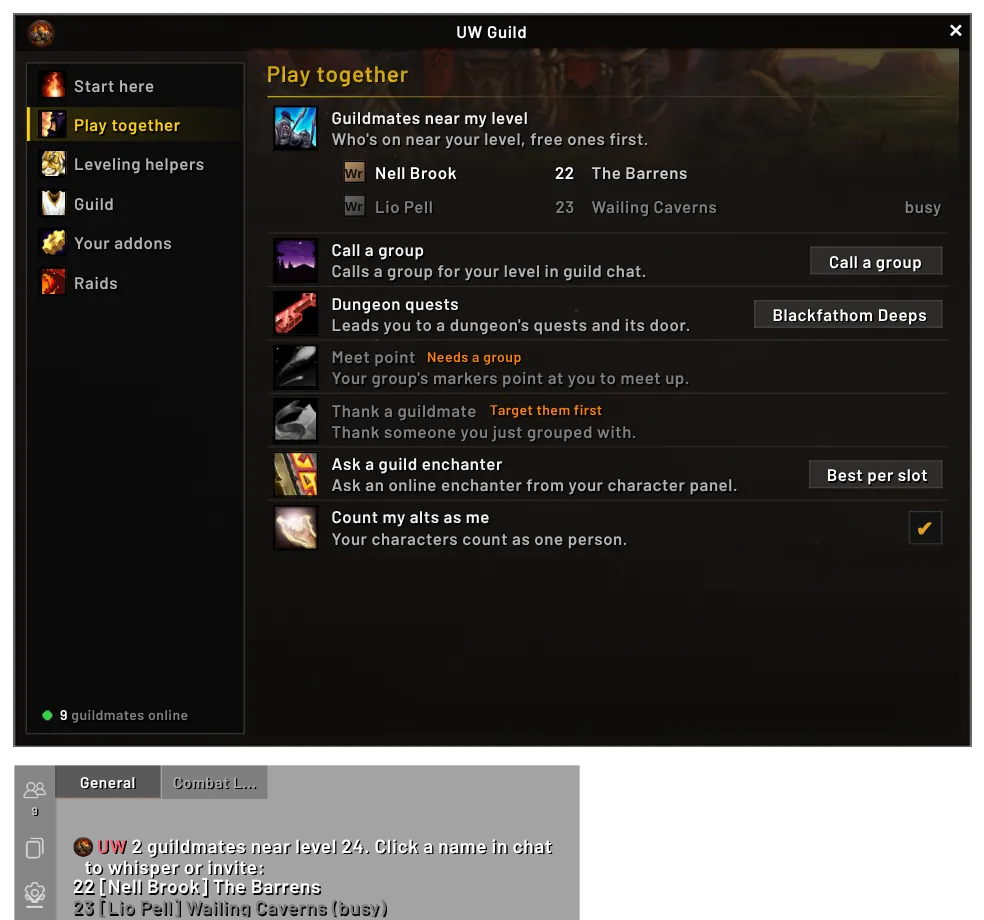 UW Guild
Start here
Play together
Leveling helpers
Guild
Your addons
Raids
9 guildmates online
Play together
Guildmates near my level
Who's on near your level, free ones first.
Wr Nell Brook 22 The Barrens
Wr Lio Pell 23 Wailing Caverns busy
Call a group
Calls a group for your level in guild chat.
Call a group
Dungeon quests
Leads you to a dungeon's quests and its door.
Blackfathom Deeps
Meet point Needs a group
Your group's markers point at you to meet up.
Thank a guildmate Target them first
Thank someone you just grouped with.
Ask a guild enchanter
Ask an online enchanter from your character panel.
Best per slot
Count my alts as me
Your characters count as one person.
9
General
Combat L...
UW 2 guildmates near level 24. Click a name in chat
to whisper or invite:
22 [Nell Brook] The Barrens
23 [Lio Pell] Wailing Caverns (busy)